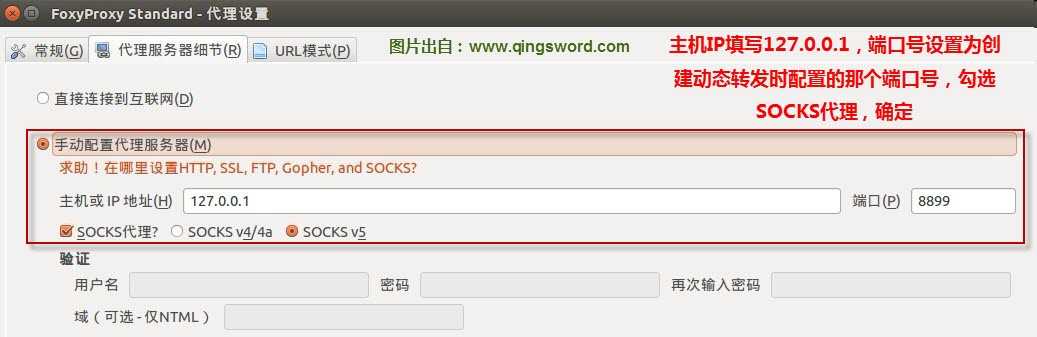 FoxyProxy Standard - 代理设置
常规(G) 代理服务器细节(R) URL模式(P)
图片出自：www.qingsword.com
主机IP填写127.0.0.1，端口号设置为创
建动态转发时配置的那个端口号，勾选
SOCKS代理，确定
直接连接到互联网(D)
手动配置代理服务器(M)
求助！在哪里设置HTTP, SSL, FTP, Gopher, and SOCKS?
主机或 IP 地址(H) 127.0.0.1 端口(P) 8899
SOCKS代理? SOCKS v4/4a SOCKS v5
验证
用户名 密码 再次输入密码
域（可选 - 仅NTML）